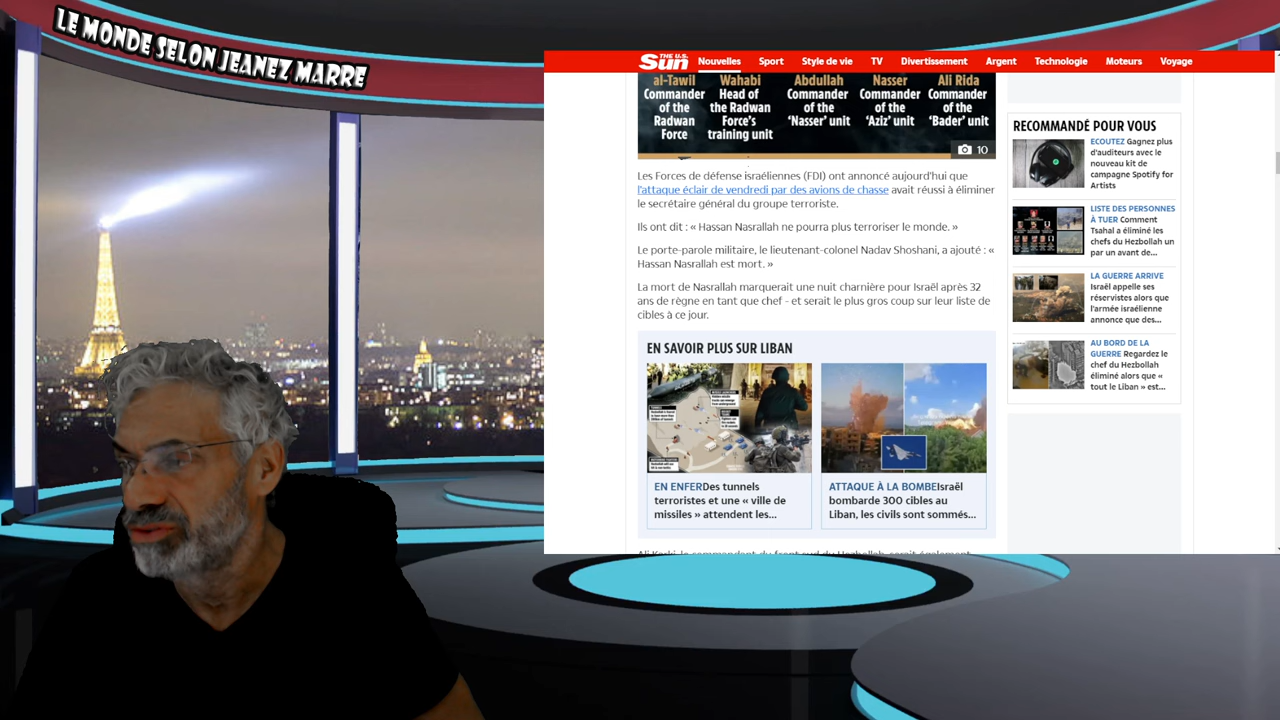 LE MONDE SELON JEANEZ MARRE
THE U.S. Sun
Nouvelles Sport Style de vie TV Divertissement Argent Technologie Moteurs Voyage
al-Tawil Wahabi Abdullah Nasser Ali Rida
Commander Head of Commander Commander Commander
of the the Radwan of the of the of the
Radwan Force's 'Nasser' unit 'Aziz' unit 'Bader' unit
Force training unit
10
Les Forces de défense israéliennes (FDI) ont annoncé aujourd'hui que
l'attaque éclair de vendredi par des avions de chasse avait réussi à éliminer
le secrétaire général du groupe terroriste.
Ils ont dit : « Hassan Nasrallah ne pourra plus terroriser le monde. »
Le porte-parole militaire, le lieutenant-colonel Nadav Shoshani, a ajouté : «
Hassan Nasrallah est mort. »
La mort de Nasrallah marquerait une nuit charnière pour Israël après 32
ans de règne en tant que chef - et serait le plus gros coup sur leur liste de
cibles à ce jour.
EN SAVOIR PLUS SUR LIBAN
EN ENFERDes tunnels
terroristes et une « ville de
missiles » attendent les...
ATTAQUE À LA BOMBEIsraël
bombarde 300 cibles au
Liban, les civils sont sommés...
Ali Karki, le commandant du front sud du Hezbollah, serait également
RECOMMANDÉ POUR VOUS
ECOUTEZ Gagnez plus
d'auditeurs avec le
nouveau kit de
campagne Spotify for
Artists
LISTE DES PERSONNES
À TUER Comment
Tsahal a éliminé les
chefs du Hezbollah un
par un avant de...
LA GUERRE ARRIVE
Israël appelle ses
réservistes alors que
l'armée israélienne
annonce que des...
AU BORD DE LA
GUERRE Regardez le
chef du Hezbollah
éliminé alors que «
tout le Liban » est...